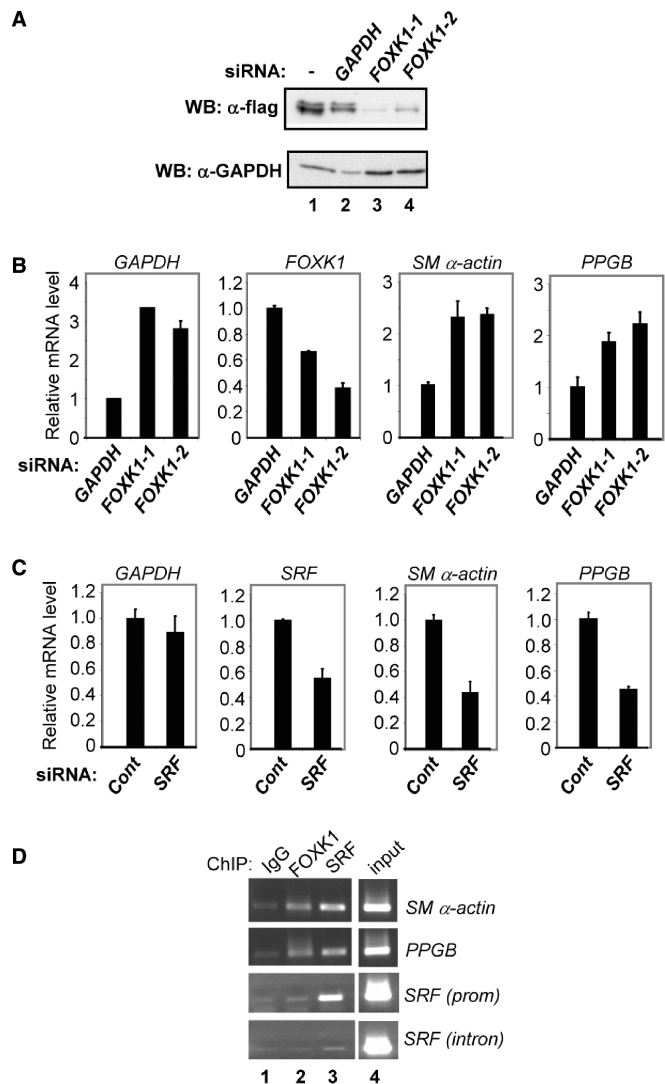 A
siRNA: - GAPDH FOXK1-1 FOXK1-2
WB: α-flag
WB: α-GAPDH
1 2 3 4
B
GAPDH FOXK1 SM α-actin PPGB
Relative mRNA level
4 3 2 1 0
1.2 1.0 0.8 0.6 0.4 0.2 0
3 2 1 0
3 2 1 0
siRNA: GAPDH FOXK1-1 FOXK1-2 GAPDH FOXK1-1 FOXK1-2 GAPDH FOXK1-1 FOXK1-2 GAPDH FOXK1-1 FOXK1-2
C
GAPDH SRF SM α-actin PPGB
Relative mRNA level
1.2 1.0 0.8 0.6 0.4 0.2 0
1.2 1.0 0.8 0.6 0.4 0.2 0
1.2 1.0 0.8 0.6 0.4 0.2 0
1.2 1.0 0.8 0.6 0.4 0.2 0
siRNA: Cont SRF Cont SRF Cont SRF Cont SRF
D
ChIP: IgG FOXK1 SRF input
SM α-actin
PPGB
SRF (prom)
SRF (intron)
1 2 3 4